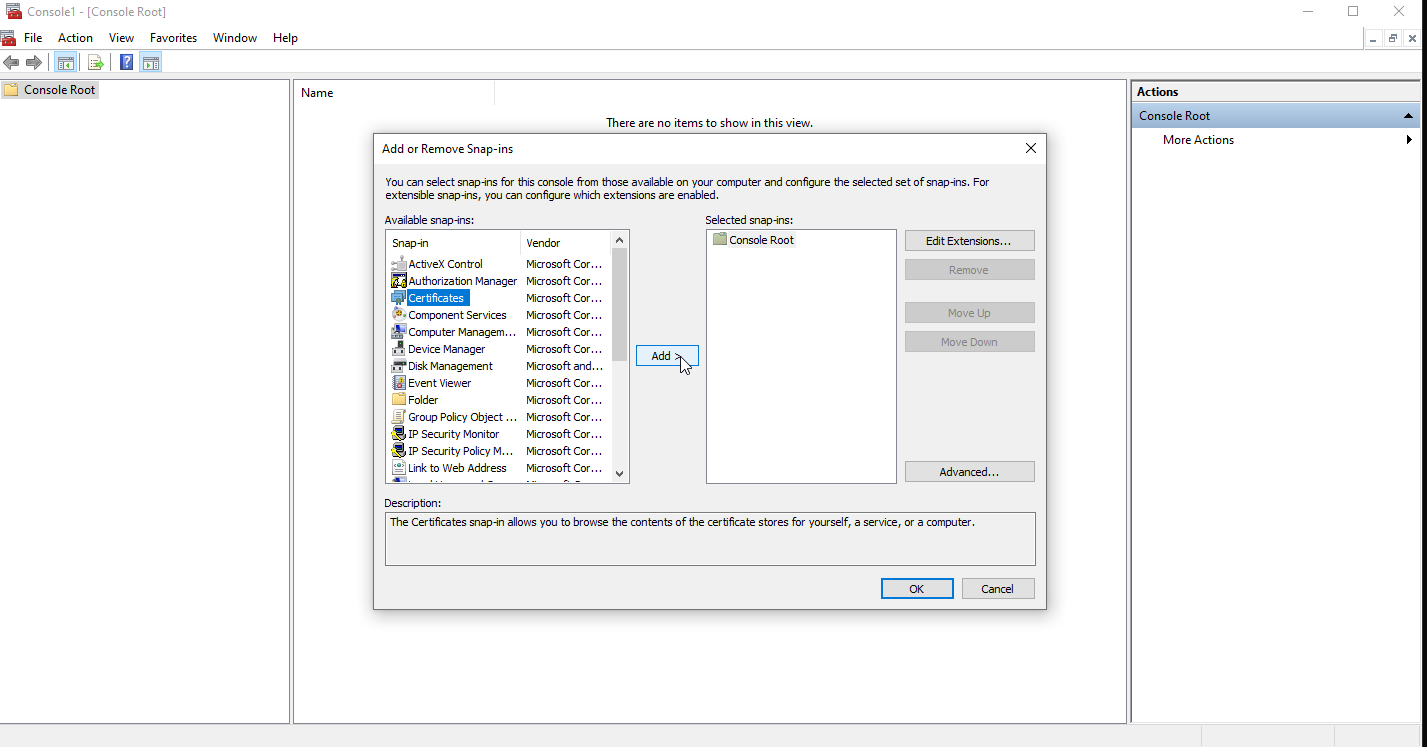 Console1 - [Console Root]
File Action View Favorites Window Help
Console Root
Name
There are no items to show in this view.
Actions
Console Root
More Actions
Add or Remove Snap-ins
You can select snap-ins for this console from those available on your computer and configure the selected set of snap-ins. For
extensible snap-ins, you can configure which extensions are enabled.
Available snap-ins:
Snap-in Vendor
ActiveX Control Microsoft Cor...
Authorization Manager Microsoft Cor...
Certificates Microsoft Cor...
Component Services Microsoft Cor...
Computer Managem... Microsoft Cor...
Device Manager Microsoft Cor...
Disk Management Microsoft and...
Event Viewer Microsoft Cor...
Folder Microsoft Cor...
Group Policy Object ... Microsoft Cor...
IP Security Monitor Microsoft Cor...
IP Security Policy M... Microsoft Cor...
Link to Web Address Microsoft Cor...
Add >
Selected snap-ins:
Console Root
Edit Extensions...
Remove
Move Up
Move Down
Advanced...
Description:
The Certificates snap-in allows you to browse the contents of the certificate stores for yourself, a service, or a computer.
OK Cancel